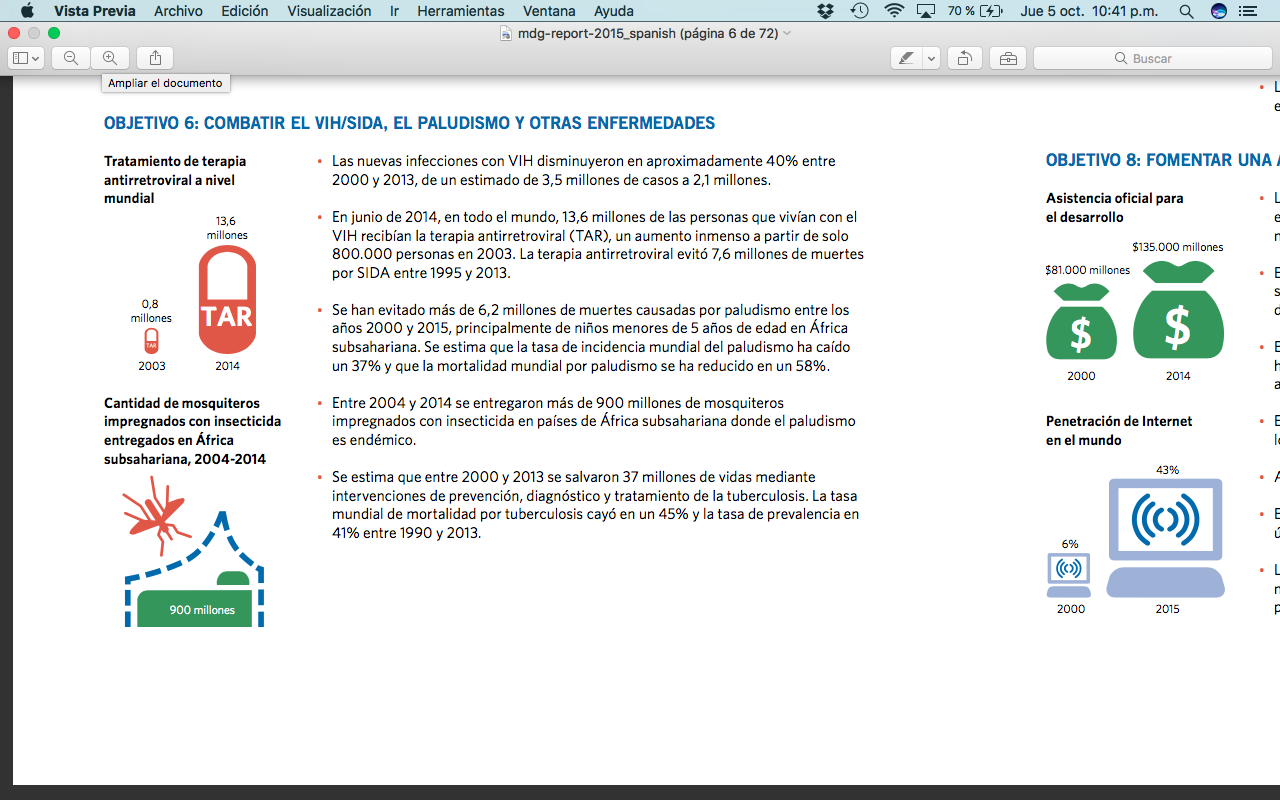 Vista Previa Archivo Edición Visualización Ir Herramientas Ventana Ayuda 70 % Jue 5 oct. 10:41 p.m.
mdg-report-2015_spanish (página 6 de 72)
Buscar
Ampliar el documento
OBJETIVO 6: COMBATIR EL VIH/SIDA, EL PALUDISMO Y OTRAS ENFERMEDADES
Tratamiento de terapia
antirretroviral a nivel
mundial
13,6
millones
TAR
0,8
millones
TAR
2003
2014
Cantidad de mosquiteros
impregnados con insecticida
entregados en África
subsahariana, 2004-2014
900 millones
• Las nuevas infecciones con VIH disminuyeron en aproximadamente 40% entre
2000 y 2013, de un estimado de 3,5 millones de casos a 2,1 millones.
• En junio de 2014, en todo el mundo, 13,6 millones de las personas que vivían con el
VIH recibían la terapia antirretroviral (TAR), un aumento inmenso a partir de solo
800.000 personas en 2003. La terapia antirretroviral evitó 7,6 millones de muertes
por SIDA entre 1995 y 2013.
• Se han evitado más de 6,2 millones de muertes causadas por paludismo entre los
años 2000 y 2015, principalmente de niños menores de 5 años de edad en África
subsahariana. Se estima que la tasa de incidencia mundial del paludismo ha caído
un 37% y que la mortalidad mundial por paludismo se ha reducido en un 58%.
• Entre 2004 y 2014 se entregaron más de 900 millones de mosquiteros
impregnados con insecticida en países de África subsahariana donde el paludismo
es endémico.
• Se estima que entre 2000 y 2013 se salvaron 37 millones de vidas mediante
intervenciones de prevención, diagnóstico y tratamiento de la tuberculosis. La tasa
mundial de mortalidad por tuberculosis cayó en un 45% y la tasa de prevalencia en
41% entre 1990 y 2013.
OBJETIVO 8: FOMENTAR UNA
Asistencia oficial para
el desarrollo
$135.000 millones
$81.000 millones
$
$
2000
2014
Penetración de Internet
en el mundo
43%
6%
2000
2015